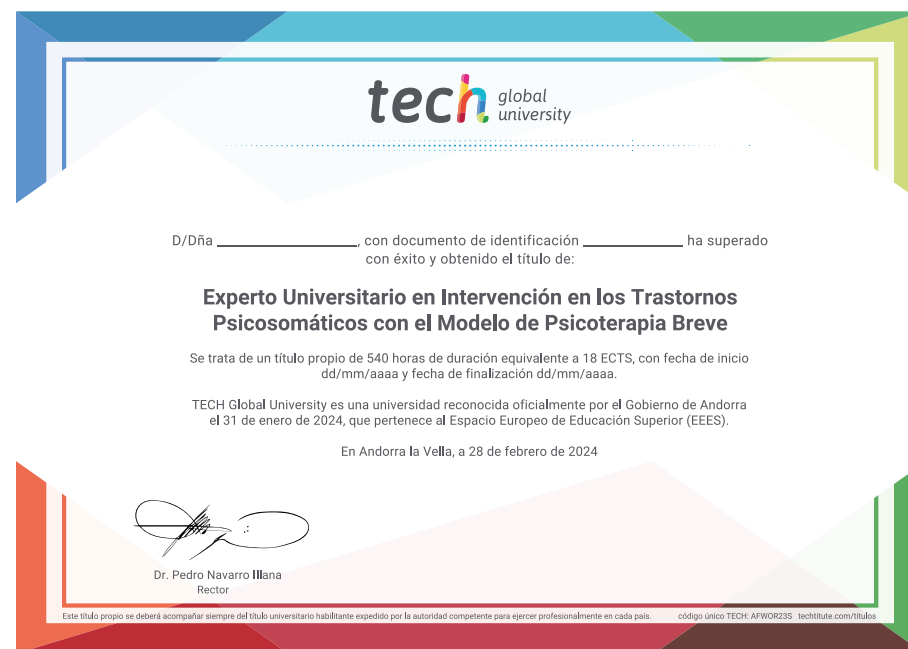 tech global
university
D/Dña ______________, con documento de identificación __________ ha superado
con éxito y obtenido el título de:
Experto Universitario en Intervención en los Trastornos
Psicosomáticos con el Modelo de Psicoterapia Breve
Se trata de un título propio de 540 horas de duración equivalente a 18 ECTS, con fecha de inicio
dd/mm/aaaa y fecha de finalización dd/mm/aaaa.
TECH Global University es una universidad reconocida oficialmente por el Gobierno de Andorra
el 31 de enero de 2024, que pertenece al Espacio Europeo de Educación Superior (EEES).
En Andorra la Vella, a 28 de febrero de 2024
Dr. Pedro Navarro Illana
Rector
Este título propio se deberá acompañar siempre del título universitario habilitante expedido por la autoridad competente para ejercer profesionalmente en cada país. código único TECH: AFWOR23S techtitute.com/titulos